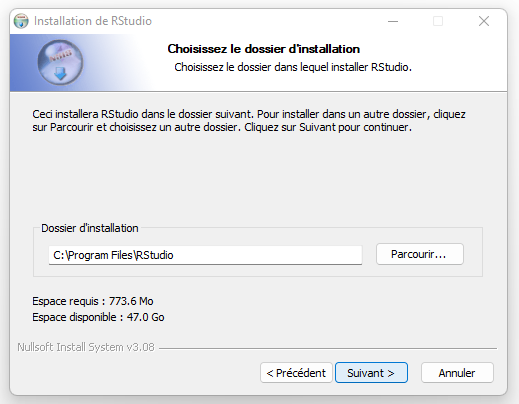 Installation de RStudio
Choisissez le dossier d'installation
Choisissez le dossier dans lequel installer RStudio.
Ceci installera RStudio dans le dossier suivant. Pour installer dans un autre dossier, cliquez
sur Parcourir et choisissez un autre dossier. Cliquez sur Suivant pour continuer.
Dossier d'installation
C:\Program Files\RStudio
Parcourir...
Espace requis : 773.6 Mo
Espace disponible : 47.0 Go
Nullsoft Install System v3.08
< Précédent
Suivant >
Annuler